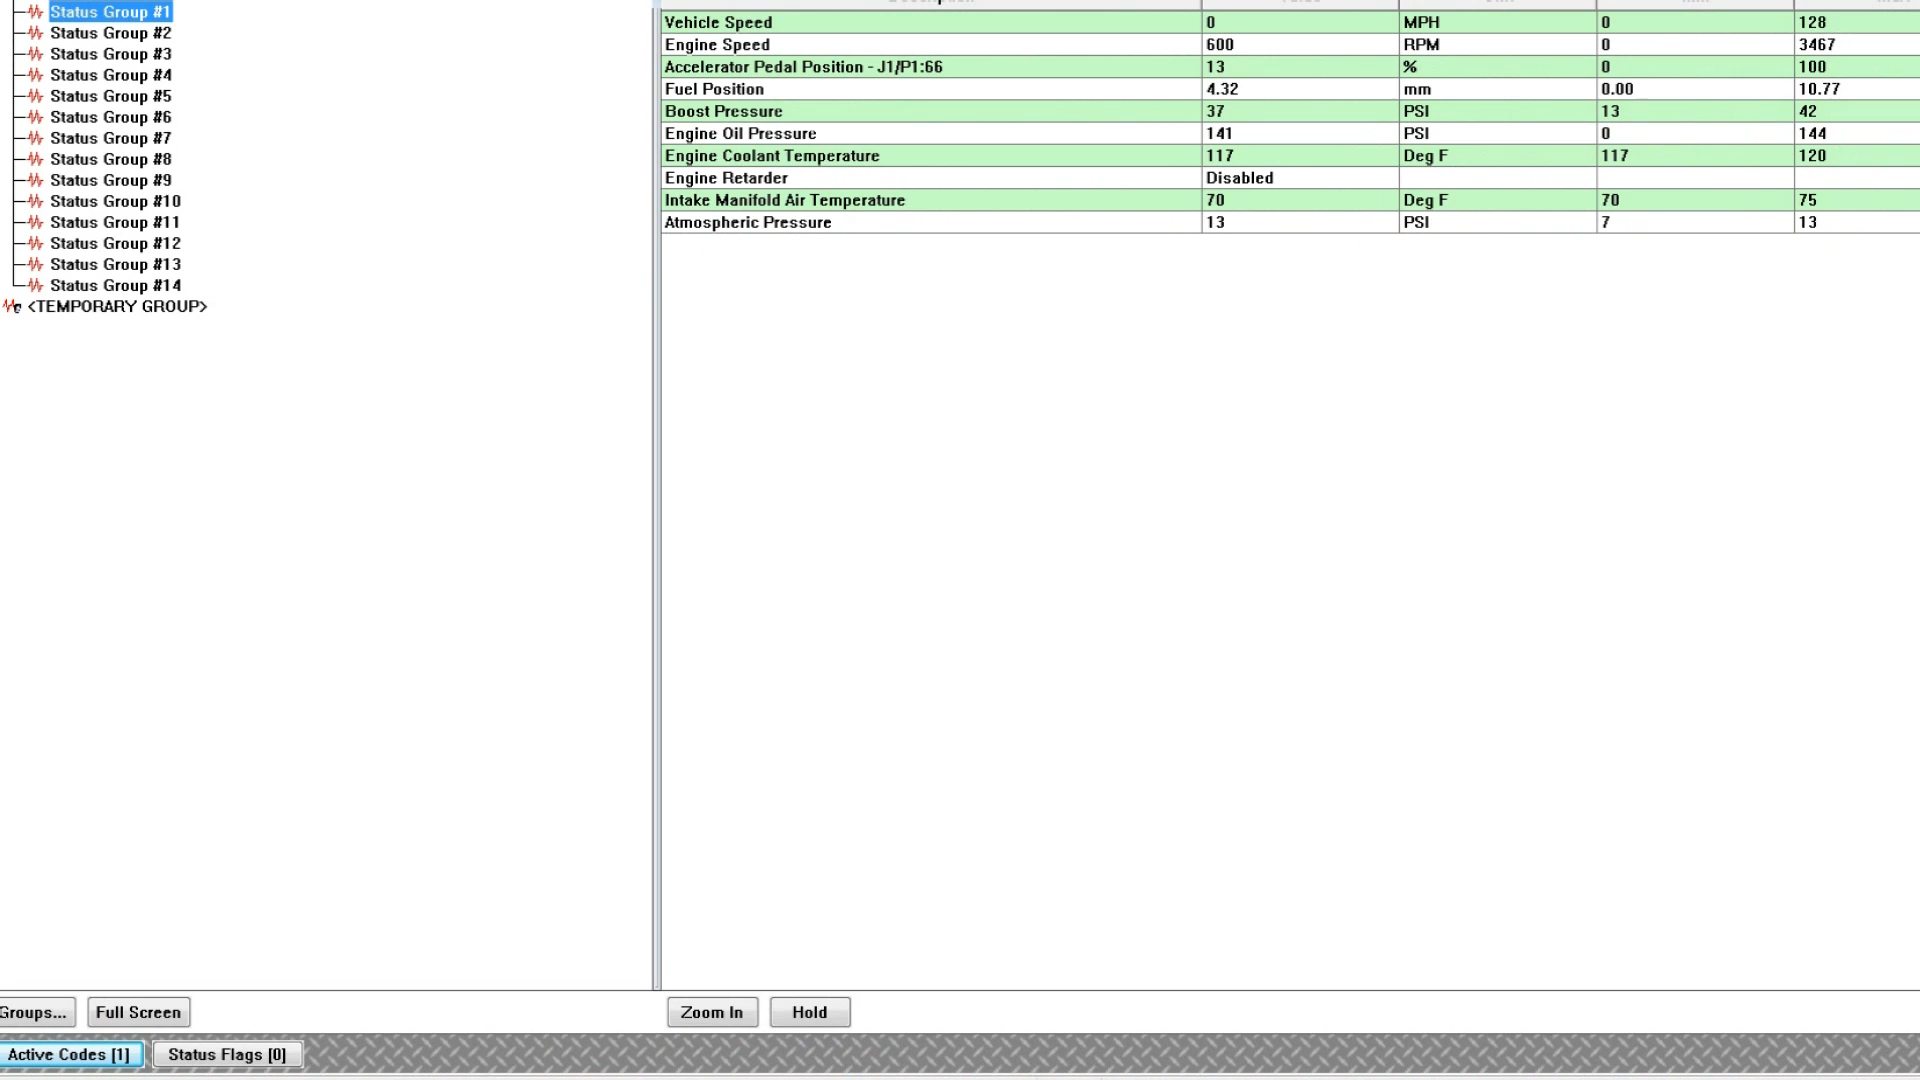 Status Group #1
Status Group #2
Status Group #3
Status Group #4
Status Group #5
Status Group #6
Status Group #7
Status Group #8
Status Group #9
Status Group #10
Status Group #11
Status Group #12
Status Group #13
Status Group #14
<TEMPORARY GROUP>
Vehicle Speed 0 MPH 0 128
Engine Speed 600 RPM 0 3467
Accelerator Pedal Position - J1/P1:66 13 % 0 100
Fuel Position 4.32 mm 0.00 10.77
Boost Pressure 37 PSI 13 42
Engine Oil Pressure 141 PSI 0 144
Engine Coolant Temperature 117 Deg F 117 120
Engine Retarder Disabled
Intake Manifold Air Temperature 70 Deg F 70 75
Atmospheric Pressure 13 PSI 7 13
Groups... Full Screen Zoom In Hold
Active Codes [1] Status Flags [0]